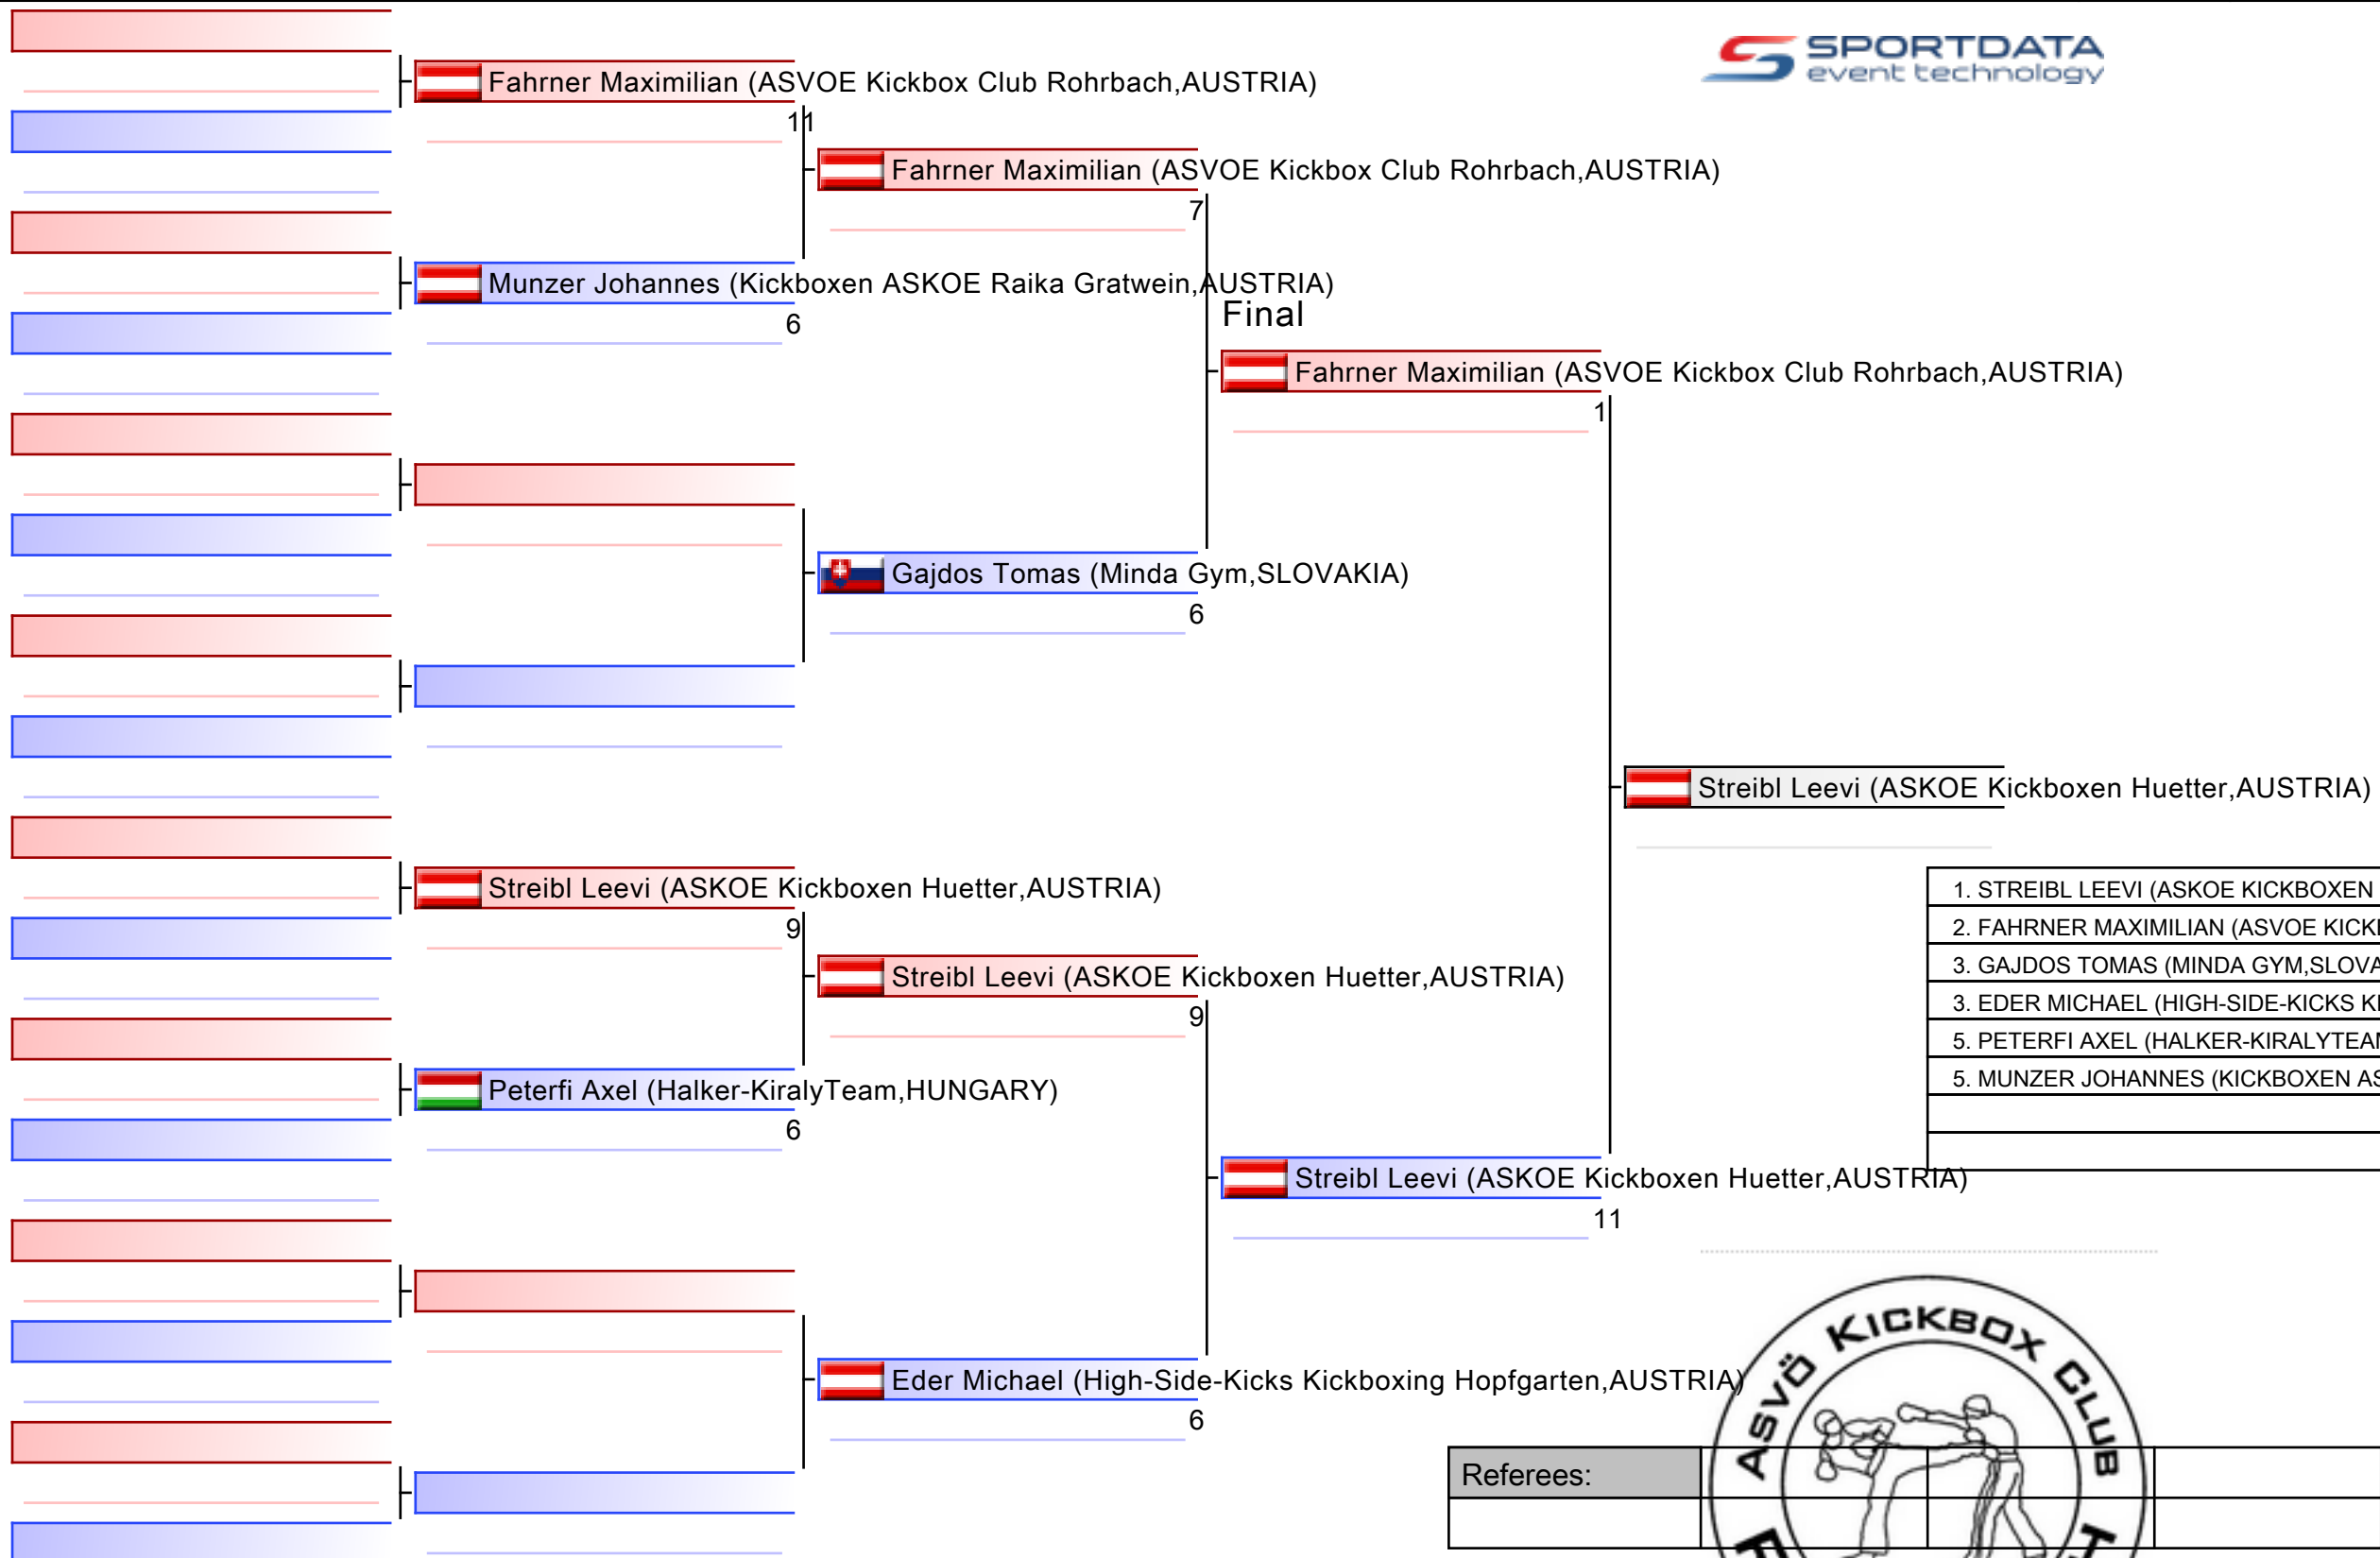 SPORTDATA
event technology
Fahrner Maximilian (ASVOE Kickbox Club Rohrbach,AUSTRIA)
11
Fahrner Maximilian (ASVOE Kickbox Club Rohrbach,AUSTRIA)
7
Munzer Johannes (Kickboxen ASKOE Raika Gratwein,AUSTRIA)
6
Final
Fahrner Maximilian (ASVOE Kickbox Club Rohrbach,AUSTRIA)
1
Gajdos Tomas (Minda Gym,SLOVAKIA)
6
Streibl Leevi (ASKOE Kickboxen Huetter,AUSTRIA)
Streibl Leevi (ASKOE Kickboxen Huetter,AUSTRIA)
9
Streibl Leevi (ASKOE Kickboxen Huetter,AUSTRIA)
9
Peterfi Axel (Halker-KiralyTeam,HUNGARY)
6
1. STREIBL LEEVI (ASKOE KICKBOXEN
2. FAHRNER MAXIMILIAN (ASVOE KICK
3. GAJDOS TOMAS (MINDA GYM,SLOVA
3. EDER MICHAEL (HIGH-SIDE-KICKS K
5. PETERFI AXEL (HALKER-KIRALYTEA
5. MUNZER JOHANNES (KICKBOXEN AS
Streibl Leevi (ASKOE Kickboxen Huetter,AUSTRIA)
11
Eder Michael (High-Side-Kicks Kickboxing Hopfgarten,AUSTRIA)
6
ASVÖ KICKBOX CLUB
Referees: